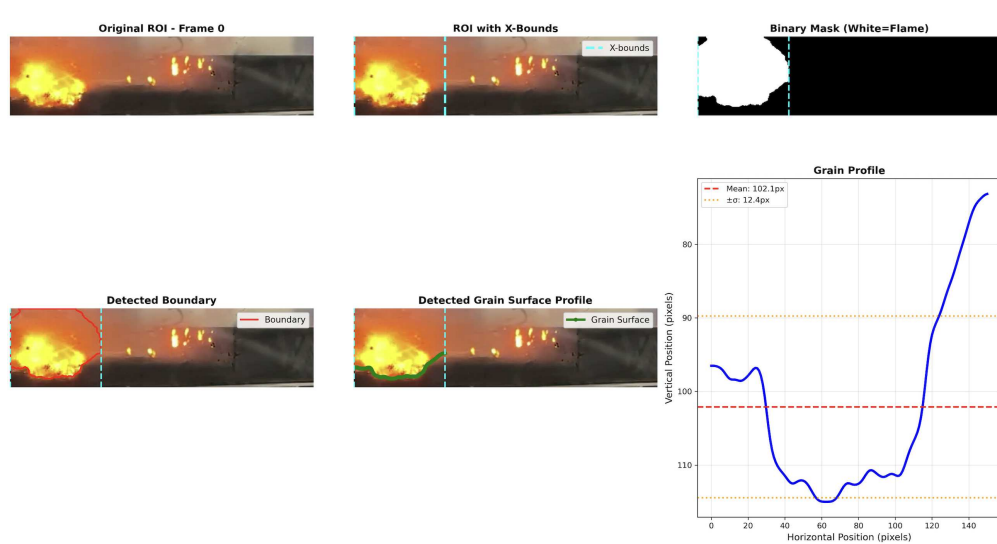 Original ROI - Frame 0
ROI with X-Bounds
X-bounds
Binary Mask (White=Flame)
Detected Boundary
Boundary
Detected Grain Surface Profile
Grain Surface
Grain Profile
Mean: 102.1px
±σ: 12.4px
Vertical Position (pixels)
80
90
100
110
0 20 40 60 80 100 120 140
Horizontal Position (pixels)